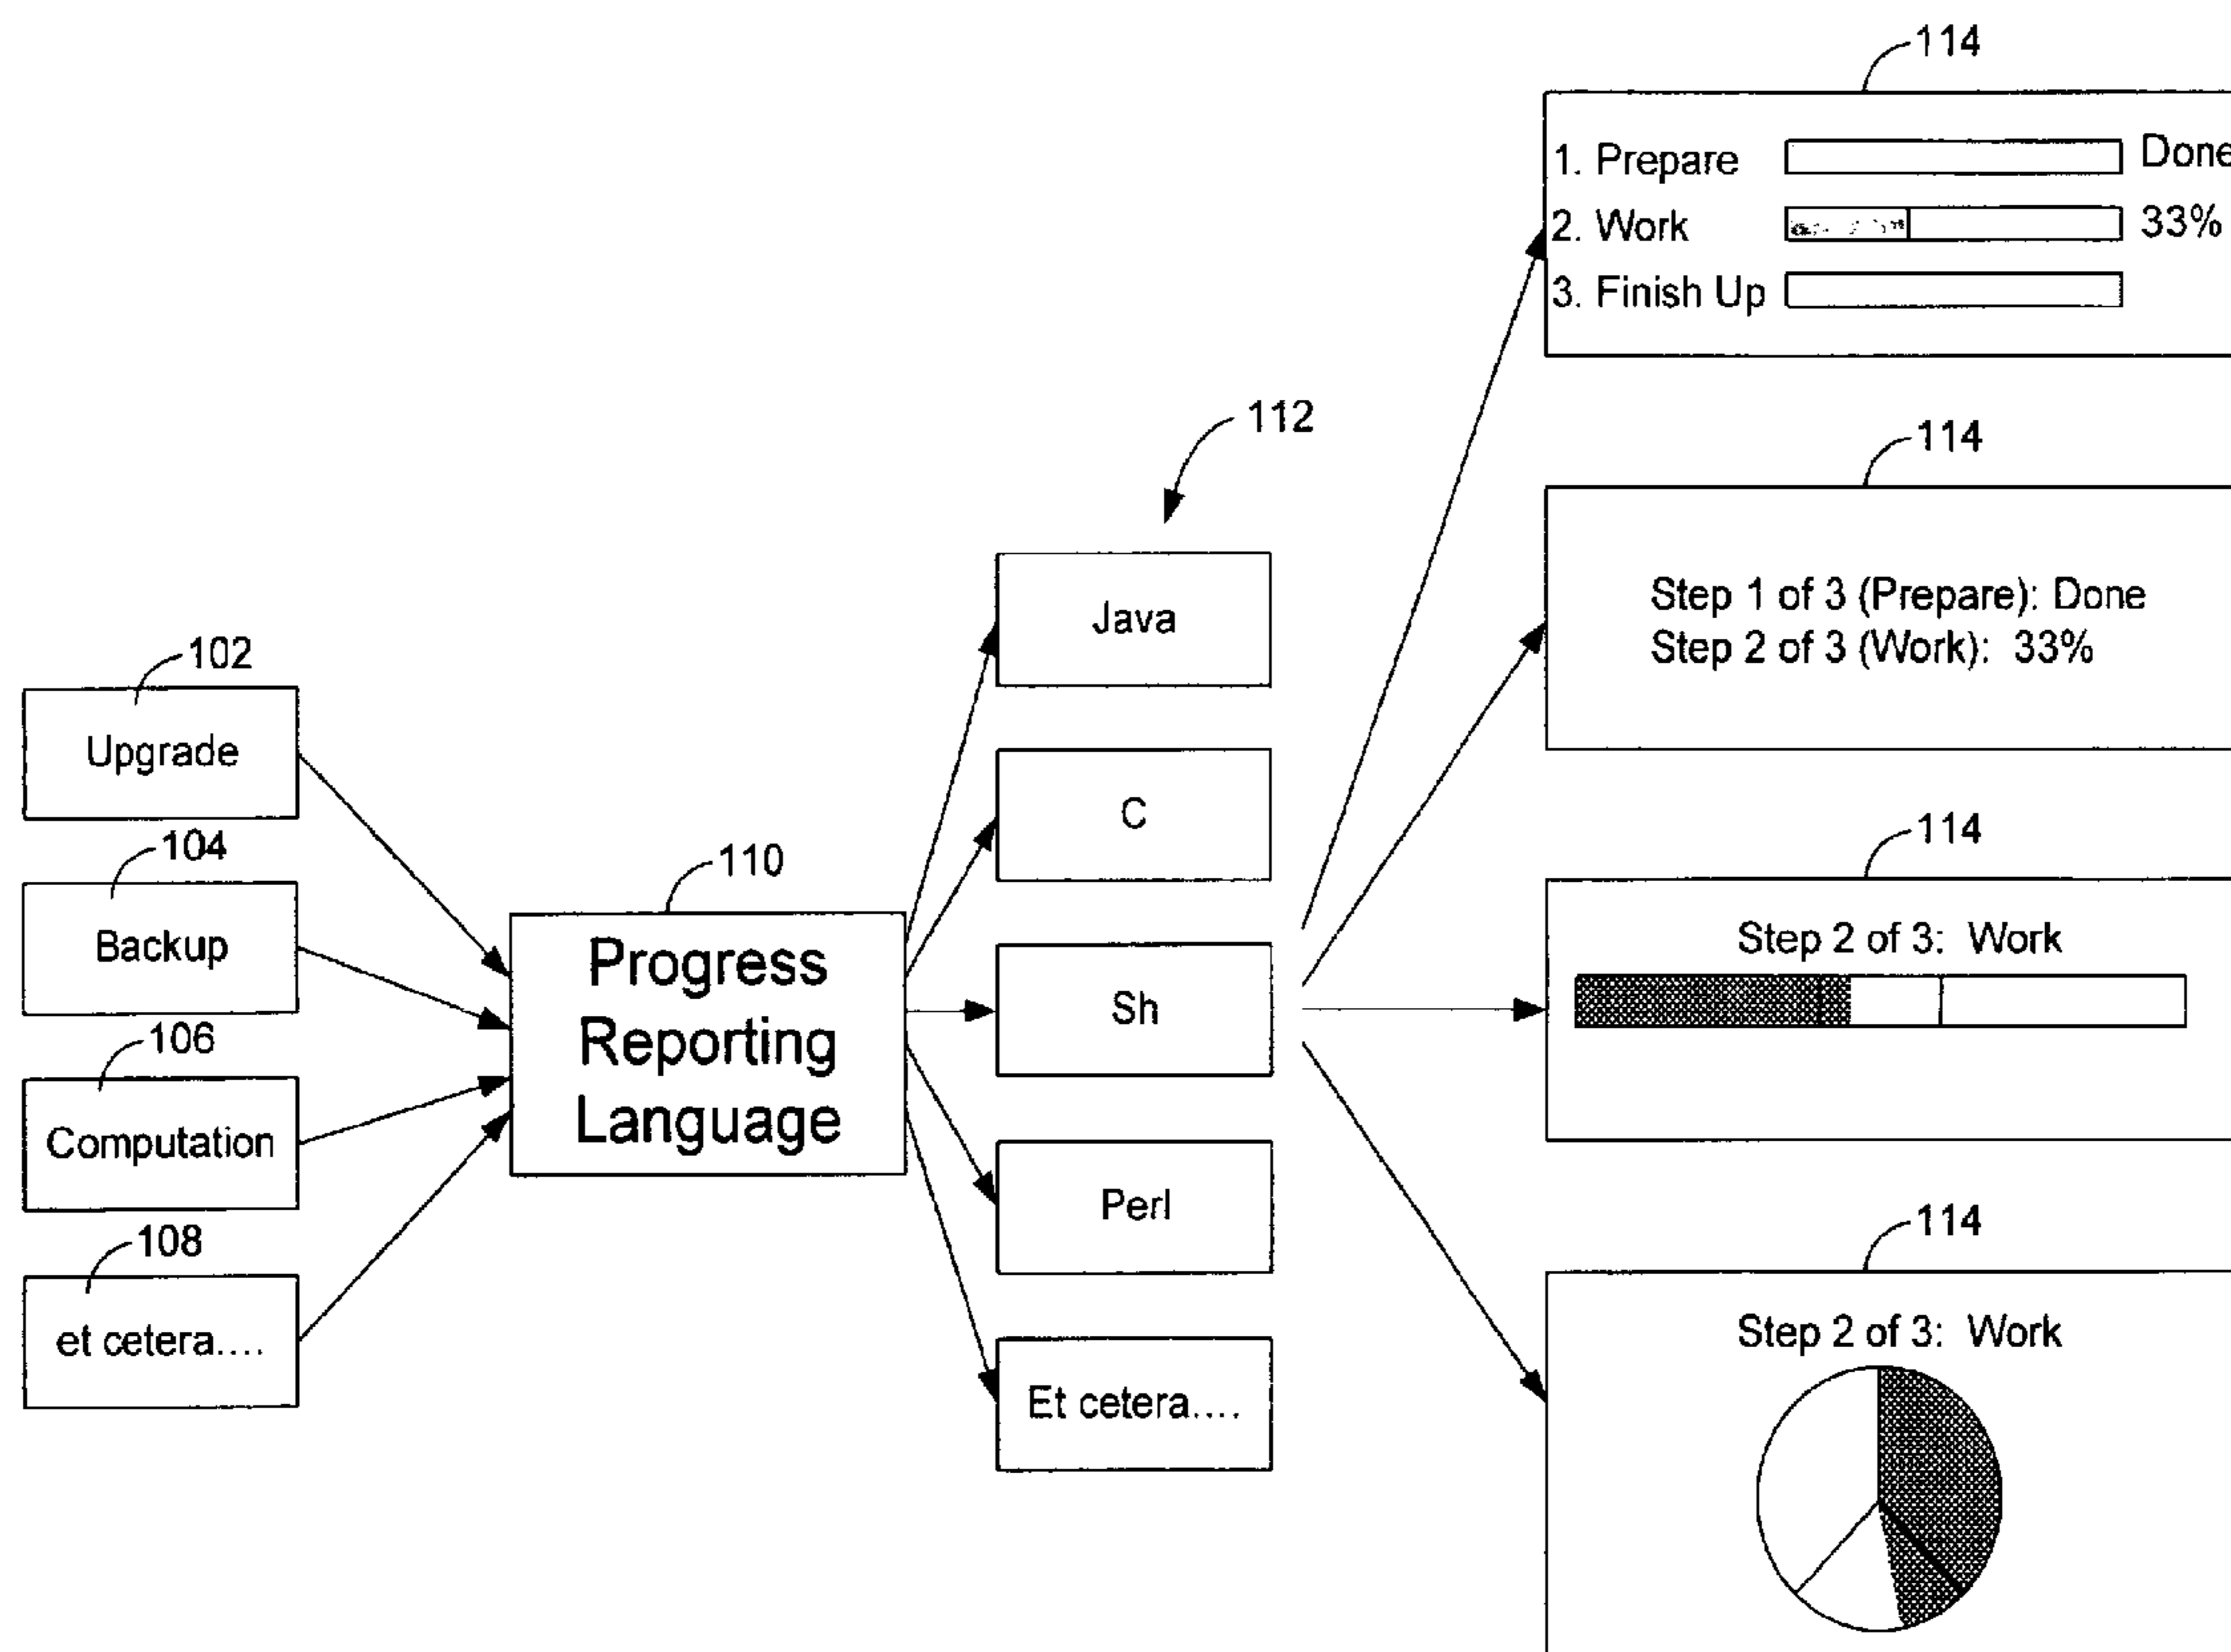 114
1. Prepare Done
2. Work 33%
3. Finish Up
112
114
Step 1 of 3 (Prepare): Done
Step 2 of 3 (Work): 33%
Java
102
Upgrade
C
104
Backup
110
Progress
Reporting
Language
114
Step 2 of 3: Work
Sh
106
Computation
Perl
108
et cetera....
Et cetera....
114
Step 2 of 3: Work